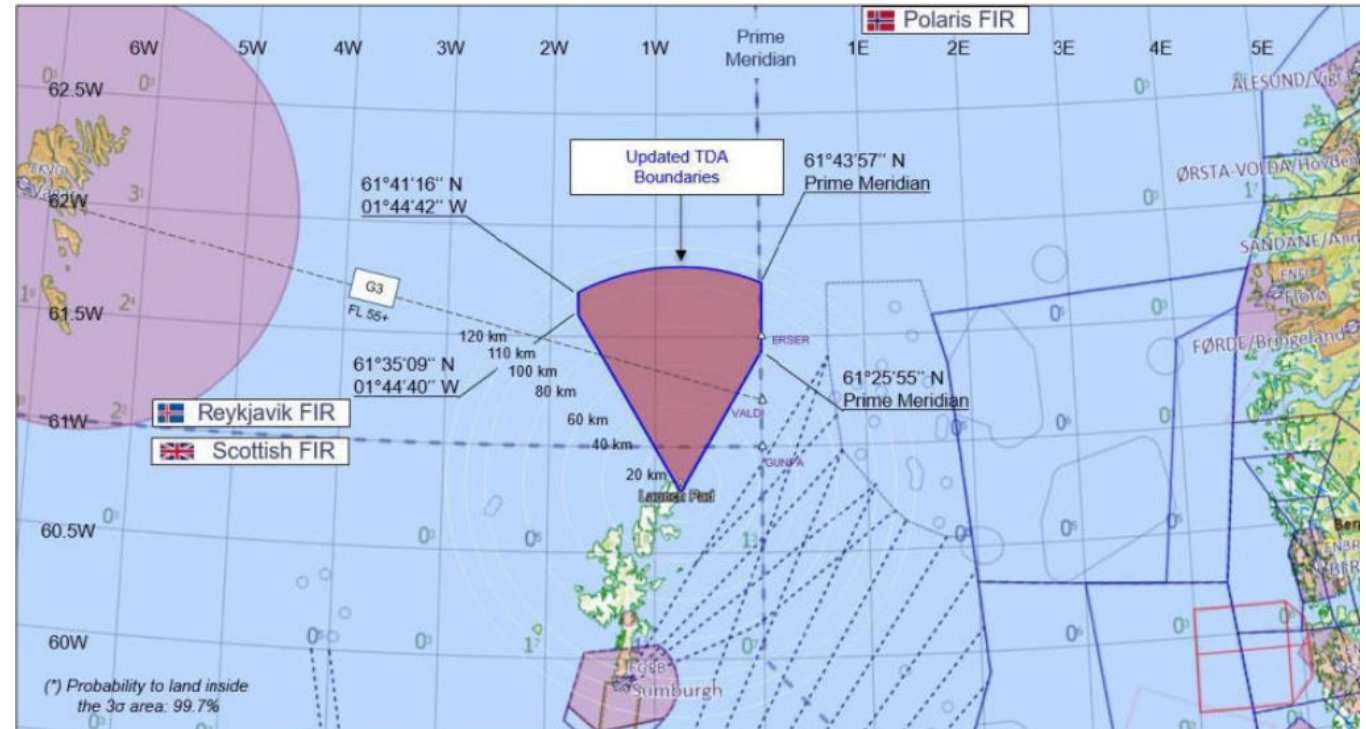 Polaris FIR
6W
5W
4W
3W
2W
1W
Prime
Meridian
1E
2E
3E
4E
5E
62.5W
ÅLESUND/Vigra
Updated TDA
Boundaries
61°43'57'' N
Prime Meridian
ØRSTA-VOLDA/Hovden
61°41'16'' N
01°44'42'' W
62W
SANDANE/And
G3
FL 55+
Florø
61.5W
120 km
110 km
100 km
80 km
60 km
40 km
20 km
ERSER
FØRDE/Bringeland
61°35'09'' N
01°44'40'' W
61°25'55'' N
Prime Meridian
VALDI
Reykjavik FIR
61W
Scottish FIR
GUNPA
Launch Pad
60.5W
60W
Sumburgh
(*) Probability to land inside
the 3σ area: 99.7%